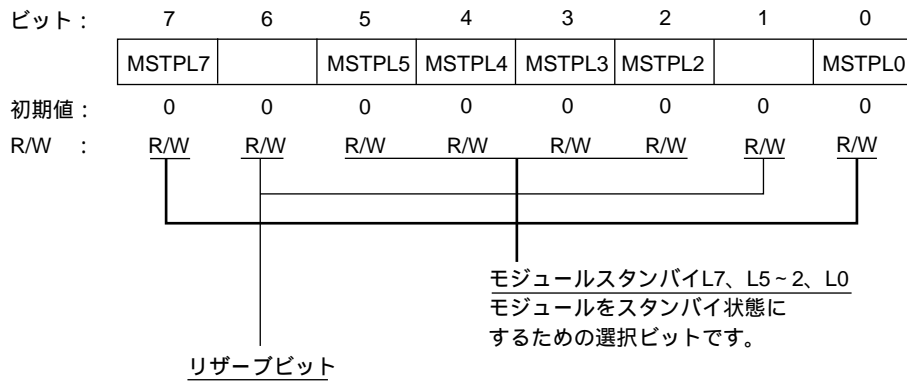 ビット： 7 6 5 4 3 2 1 0
MSTPL7 MSTPL5 MSTPL4 MSTPL3 MSTPL2 MSTPL0
初期値： 0 0 0 0 0 0 0 0
R/W ： R/W R/W R/W R/W R/W R/W R/W R/W
モジュールスタンバイL7、L5～2、L0
モジュールをスタンバイ状態に
するための選択ビットです。
リザーブビット